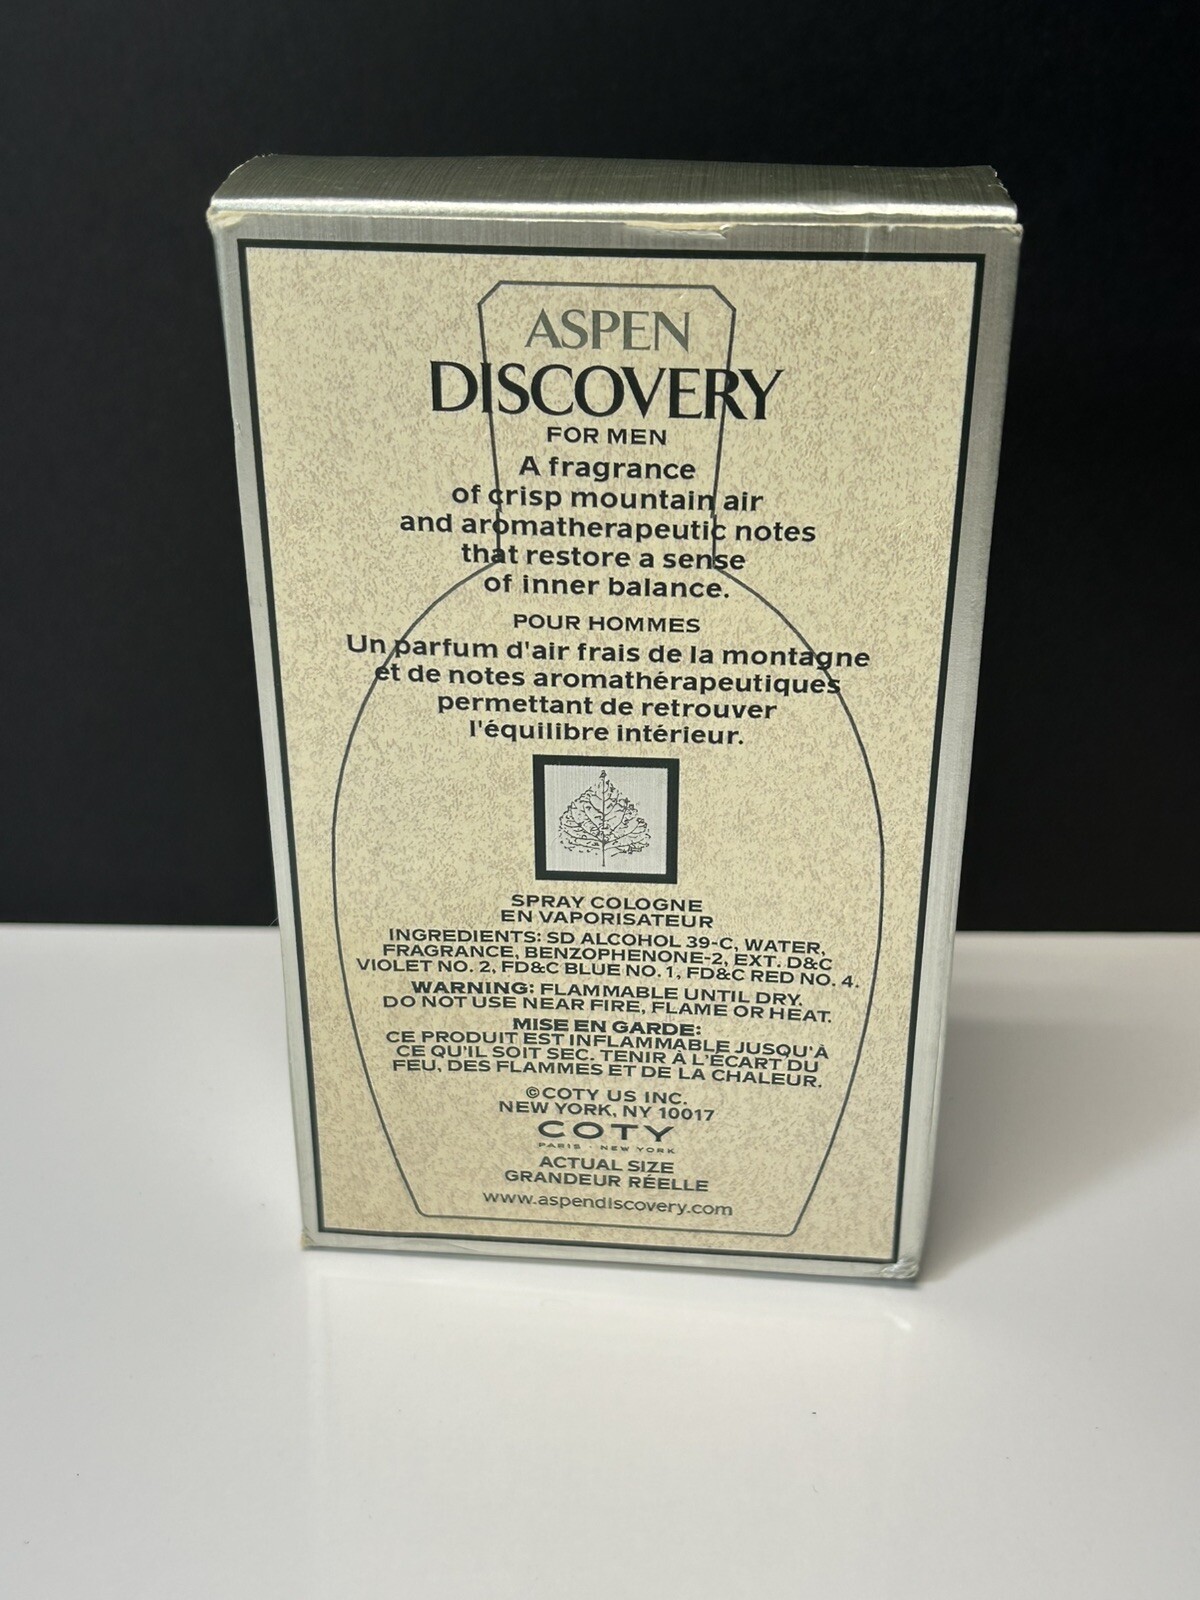 ASPEN
DISCOVERY
FOR MEN
A fragrance
of crisp mountain air
and aromatherapeutic notes
that restore a sense
of inner balance.
POUR HOMMES
Un parfum d'air frais de la montagne
et de notes aromathérapeutiques
permettant de retrouver
l'équilibre intérieur.
SPRAY COLOGNE
EN VAPORISATEUR
INGREDIENTS: SD ALCOHOL 39-C, WATER,
FRAGRANCE, BENZOPHENONE-2, EXT. D&C
VIOLET NO. 2, FD&C BLUE NO. 1, FD&C RED NO. 4.
WARNING: FLAMMABLE UNTIL DRY.
DO NOT USE NEAR FIRE, FLAME OR HEAT.
MISE EN GARDE:
CE PRODUIT EST INFLAMMABLE JUSQU'À
CE QU'IL SOIT SEC. TENIR À L'ÉCART DU
FEU, DES FLAMMES ET DE LA CHALEUR.
©COTY US INC.
NEW YORK, NY 10017
COTY
PARIS · NEW YORK
ACTUAL SIZE
GRANDEUR RÉELLE
www.aspendiscovery.com